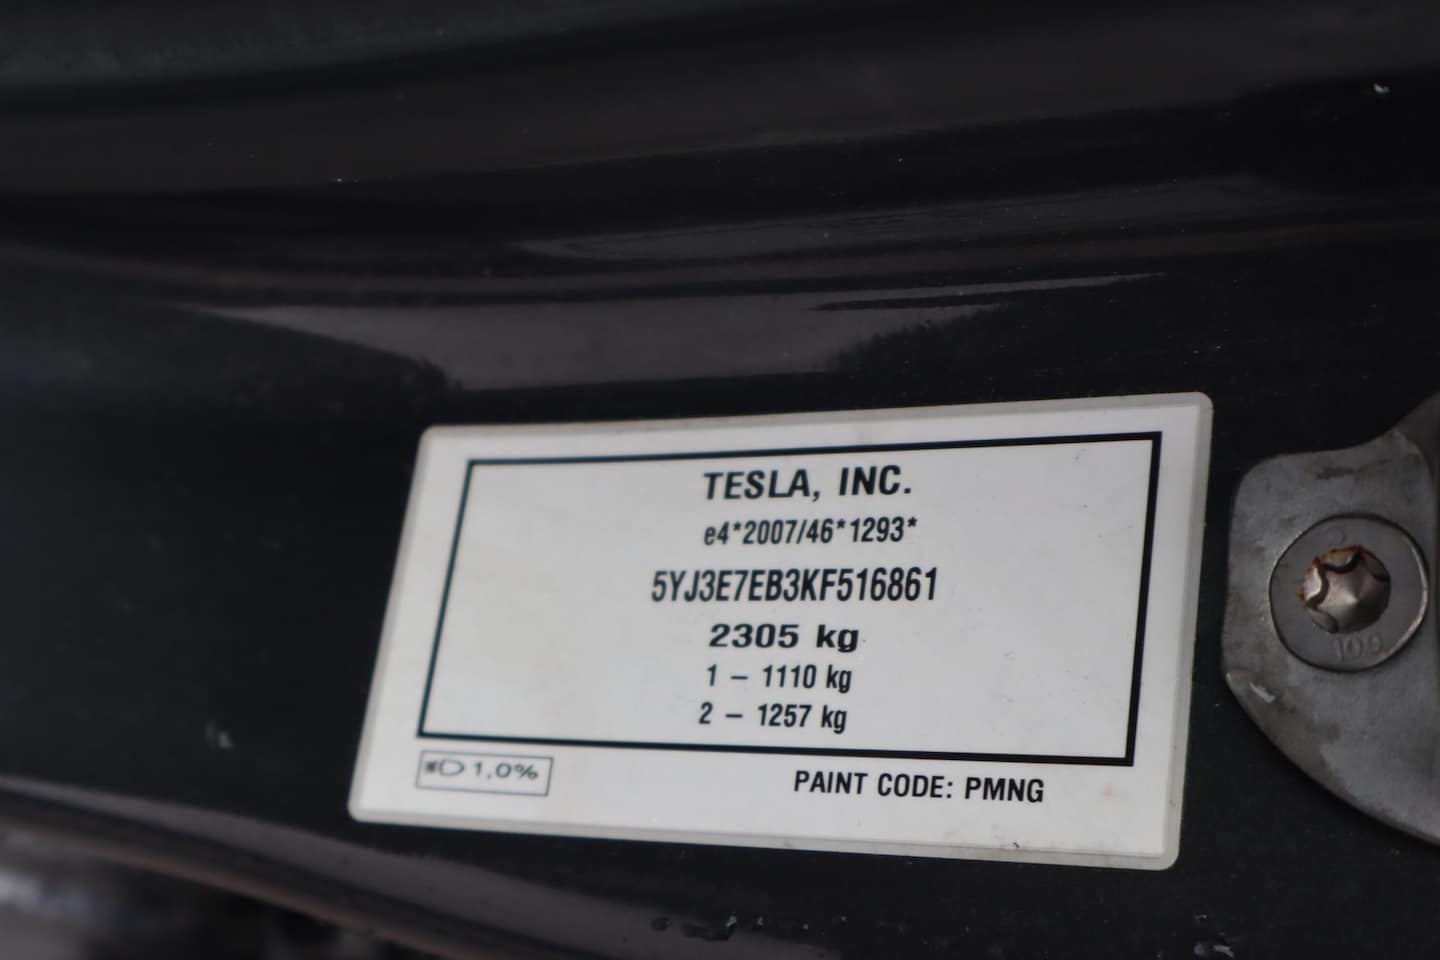 TESLA, INC.
e4*2007/46*1293*
5YJ3E7EB3KF516861
2305 kg
1 – 1110 kg
2 – 1257 kg
1,0%
PAINT CODE: PMNG
109